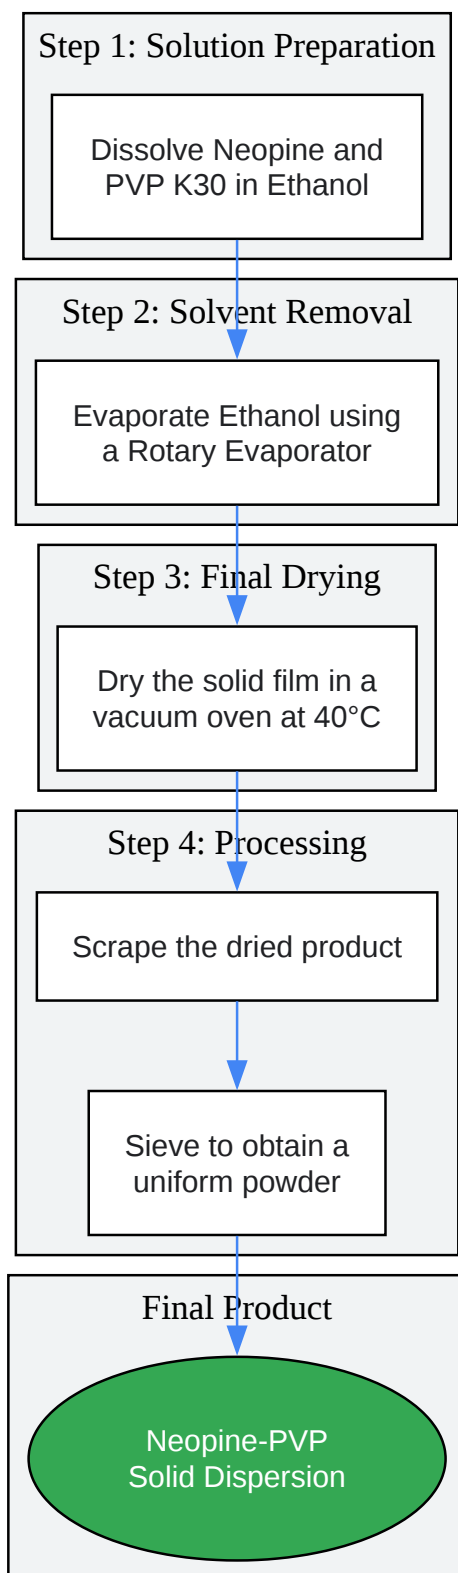 Step 1: Solution Preparation
Dissolve Neopine and
PVP K30 in Ethanol
Step 2: Solvent Removal
Evaporate Ethanol using
a Rotary Evaporator
Step 3: Final Drying
Dry the solid film in a
vacuum oven at 40°C
Step 4: Processing
Scrape the dried product
Sieve to obtain a
uniform powder
Final Product
Neopine-PVP
Solid Dispersion